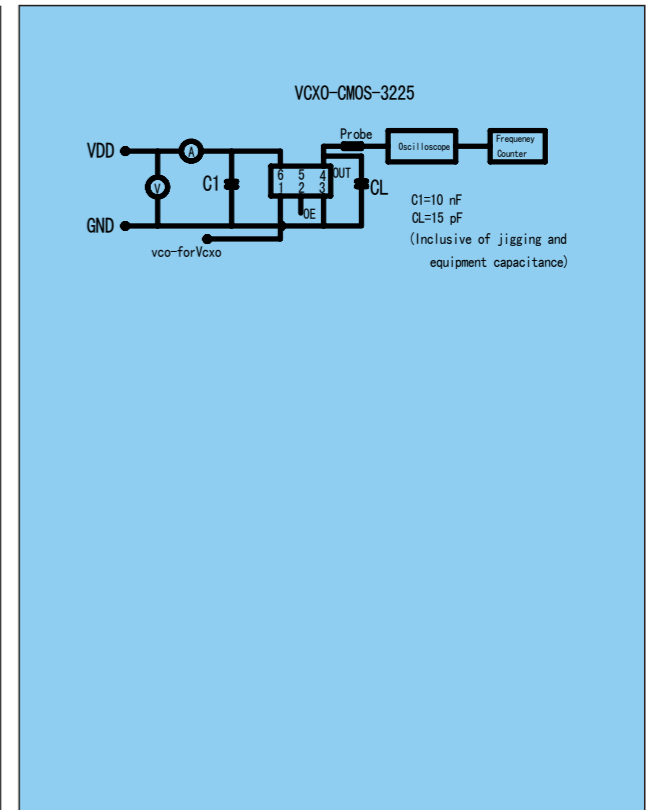 VCXO-CMOS-3225
Probe
Oscilloscope
Frequeney
Counter
VDD
A
V
C1
6 5 4
1 2 3
OUT
OE
CL
GND
vco-forVcxo
C1=10 nF
CL=15 pF
(Inclusive of jigging and
equipment capacitance)